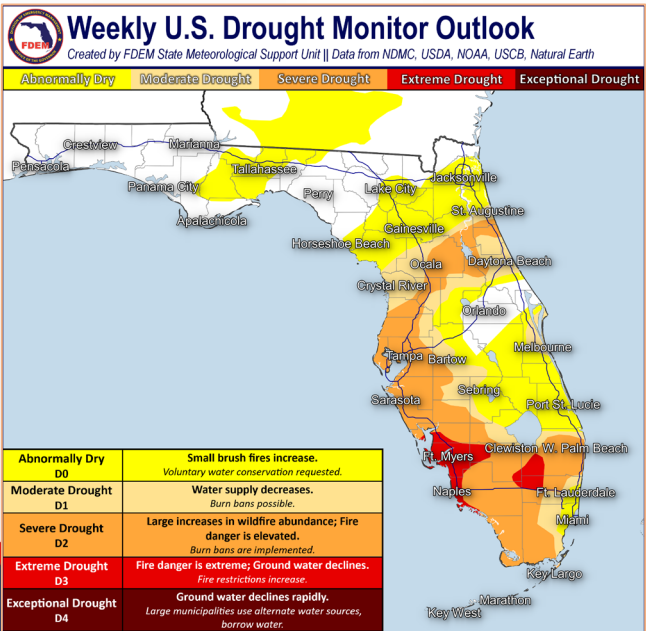 Weekly U.S. Drought Monitor Outlook
FDEM
Created by FDEM State Meteorological Support Unit || Data from NDMC, USDA, NOAA, USCB, Natural Earth
Abnormally Dry Moderate Drought Severe Drought Extreme Drought Exceptional Drought
Crestview
Marianna
Pensacola
Tallahassee
Jacksonville
Panama City
Perry
Lake City
Apalachicola
St. Augustine
Gainesville
Horseshoe Beach
Ocala
Daytona Beach
Crystal River
Orlando
Melbourne
Tampa
Bartow
Sebring
Sarasota
Port St. Lucie
Clewiston
W. Palm Beach
Ft. Myers
Naples
Ft. Lauderdale
Miami
Key Largo
Marathon
Key West
Abnormally Dry
D0
Small brush fires increase.
Voluntary water conservation requested.
Moderate Drought
D1
Water supply decreases.
Burn bans possible.
Severe Drought
D2
Large increases in wildfire abundance; Fire
danger is elevated.
Burn bans are implemented.
Extreme Drought
D3
Fire danger is extreme; Ground water declines.
Fire restrictions increase.
Exceptional Drought
D4
Ground water declines rapidly.
Large municipalities use alternate water sources,
borrow water.